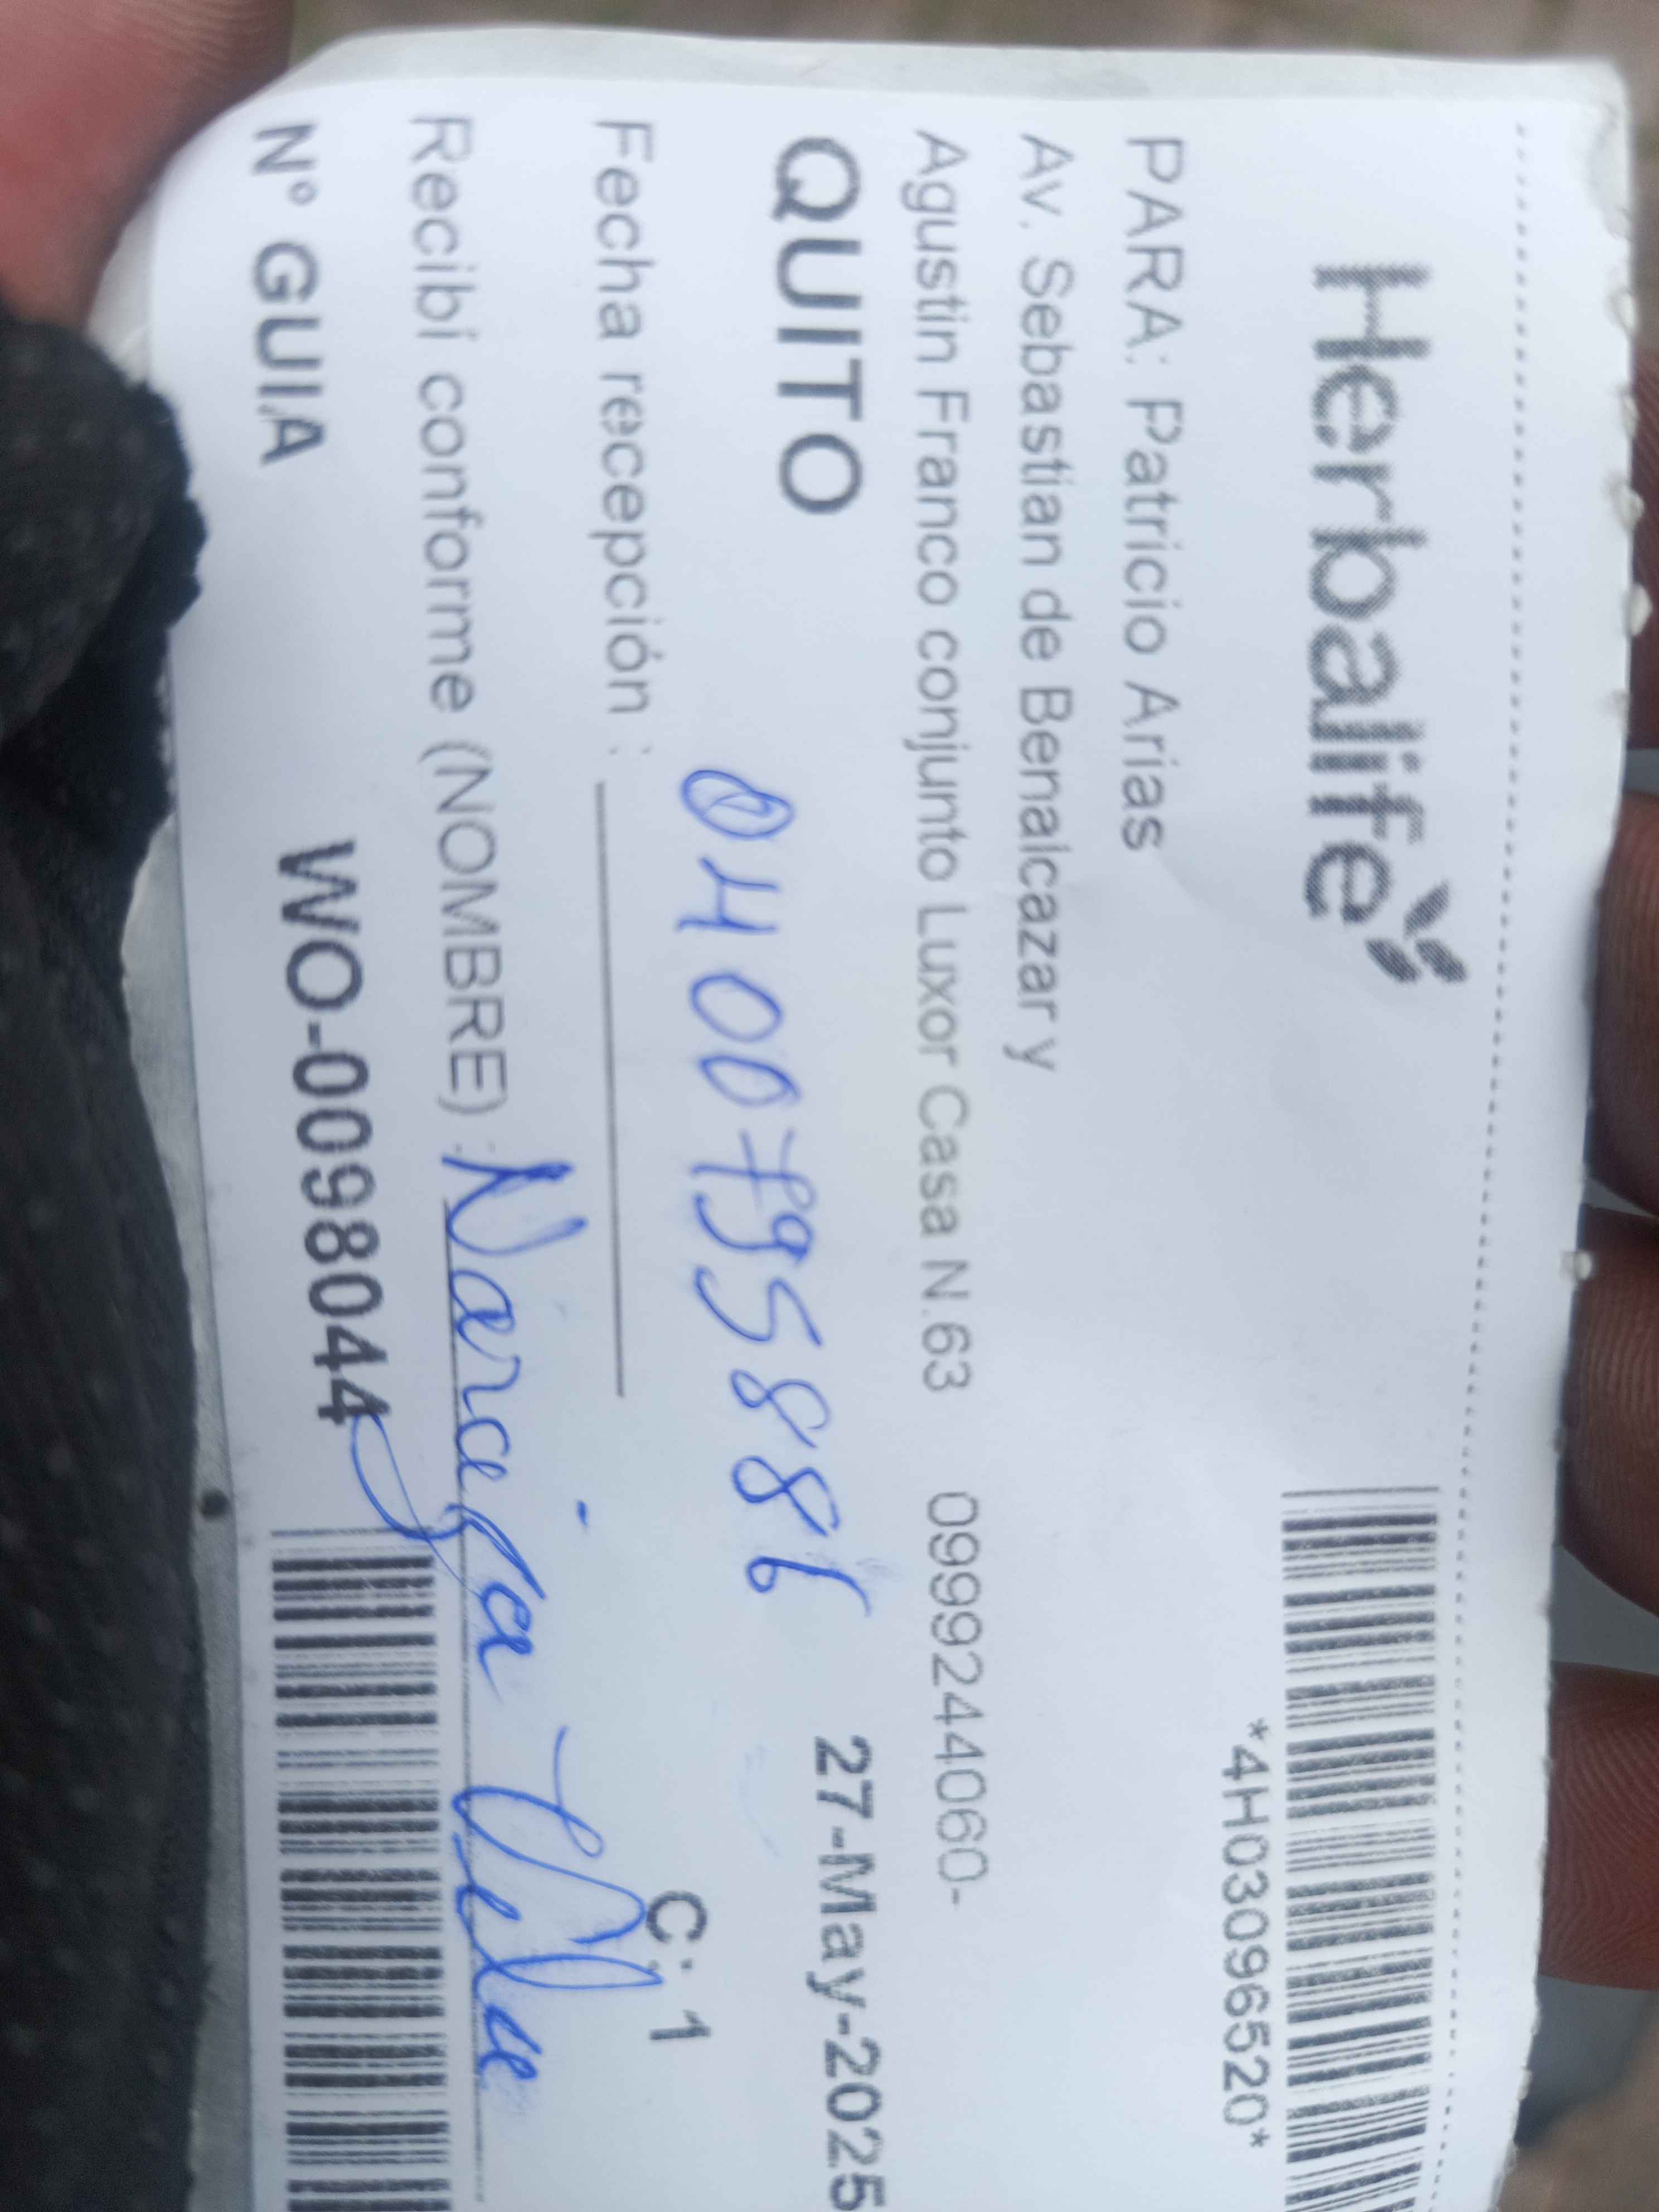 Herbalife
*4H03096520*
PARA: Patricio Arias
Av. Sebastian de Benalcazar y
Agustin Franco conjunto Luxor Casa N.63 0999244060-
QUITO 27-May-2025
0400795886
C: 1
Fecha recepción :
Recibi conforme (NOMBRE) : Narciza
N° GUIA WO-0098044